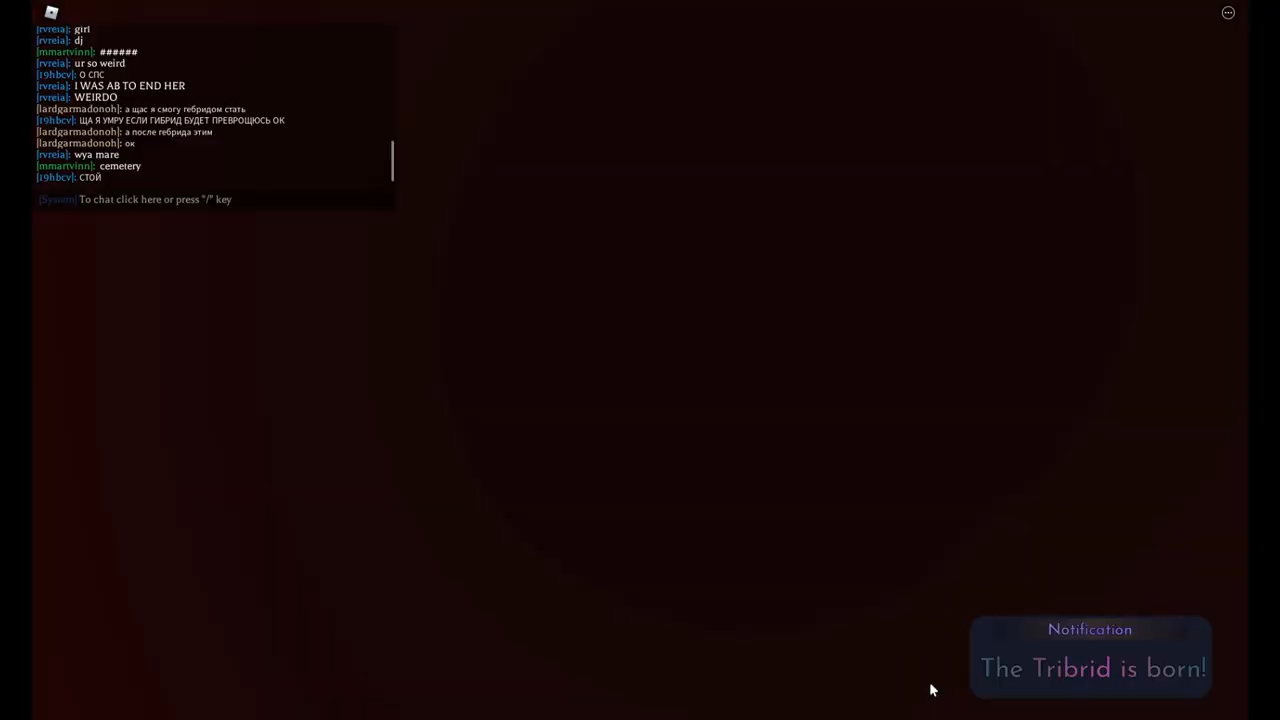 [rvreia]: girl
[rvreia]: dj
[mmartvinn]: ######
[rvreia]: ur so weird
[19hbcv]: О СПС
[rvreia]: I WAS AB TO END HER
[rvreia]: WEIRDO
[lardgarmadonoh]: а щас я смогу гебридом стать
[19hbcv]: ЩА Я УМРУ ЕСЛИ ГИБРИД БУДЕТ ПРЕВРОЩЮСЬ ОК
[lardgarmadonoh]: а после гебрида этим
[lardgarmadonoh]: ок
[rvreia]: wya mare
[mmartvinn]: cemetery
[19hbcv]: СТОЙ
[System] To chat click here or press "/" key
Notification
The Tribrid is born!